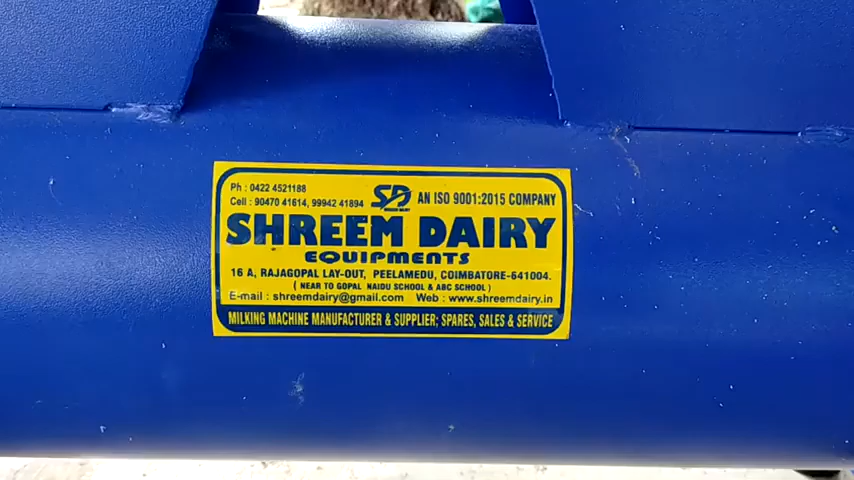 Ph : 0422 4521188
Cell : 90470 41614, 99942 41894
SD
AN ISO 9001:2015 COMPANY
SHREEM DAIRY
EQUIPMENTS
16 A, RAJAGOPAL LAY-OUT, PEELAMEDU, COIMBATORE-641004.
( NEAR TO GOPAL NAIDU SCHOOL & ABC SCHOOL )
E-mail : shreemdairy@gmail.com Web : www.shreemdairy.in
MILKING MACHINE MANUFACTURER & SUPPLIER; SPARES, SALES & SERVICE